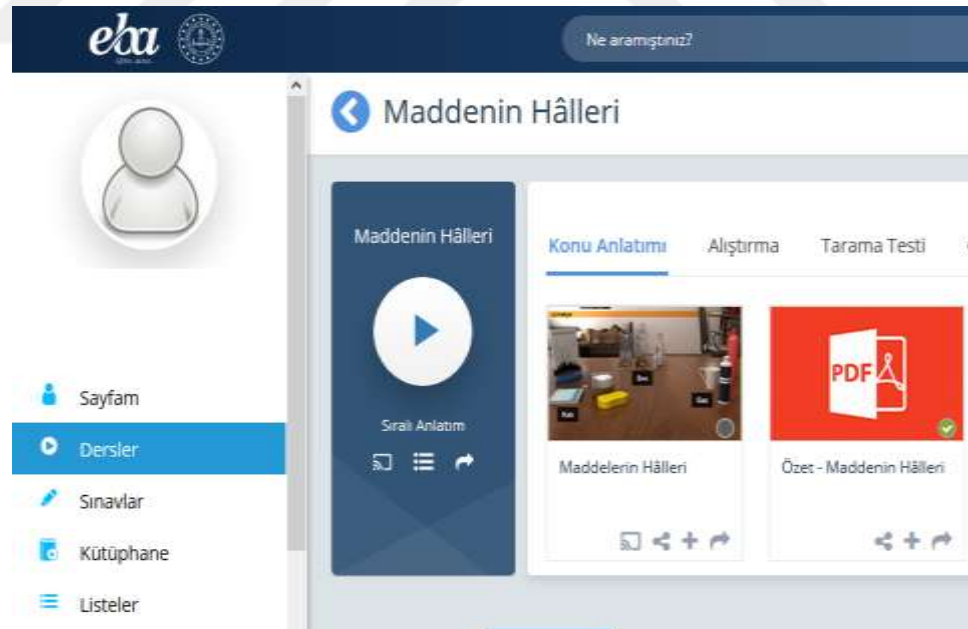 eba
Ne aramıştınız?
Maddenin Hâlleri
Maddenin Hâlleri
Sıralı Anlatım
Konu Anlatımı
Alıştırma
Tarama Testi
PDF
Maddelerin Hâlleri
Özet - Maddenin Hâlleri
Sayfam
Dersler
Sınavlar
Kütüphane
Listeler